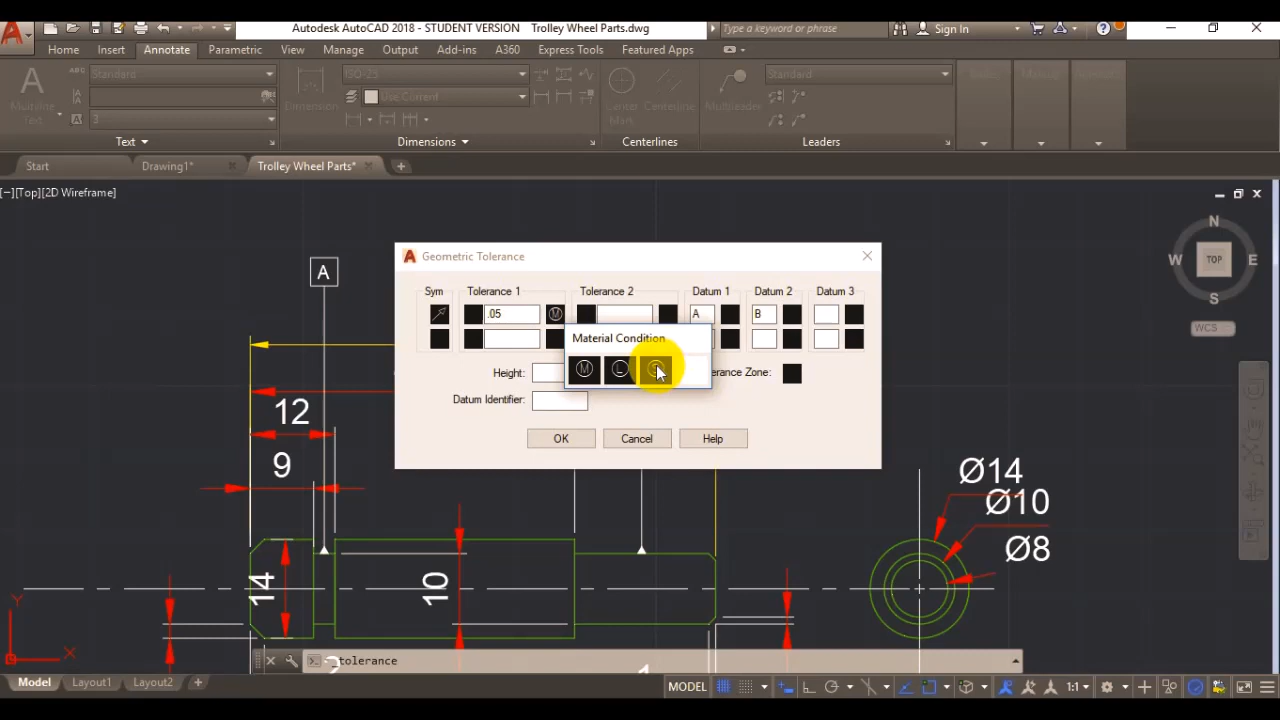 Autodesk AutoCAD 2018 - STUDENT VERSION Trolley Wheel Parts.dwg
Type a keyword or phrase
Sign In
Home Insert Annotate Parametric View Manage Output Add-ins A360 Express Tools Featured Apps
A ABC Standard ISO-25 Standard
Multiline Text Dimension Use Current Center Mark Centerline Multileader
3
Text Dimensions Centerlines Leaders
Start Drawing1* Trolley Wheel Parts*
[−][Top][2D Wireframe]
N
W TOP E
S
WCS
A
Geometric Tolerance
Sym Tolerance 1 Tolerance 2 Datum 1 Datum 2 Datum 3
.05 M A B
Material Condition
M L S
Height: erance Zone:
Datum Identifier:
OK Cancel Help
12
9
14
10
Ø14
Ø10
Ø8
Y
X
_tolerance
Model Layout1 Layout2 +
MODEL 1:1